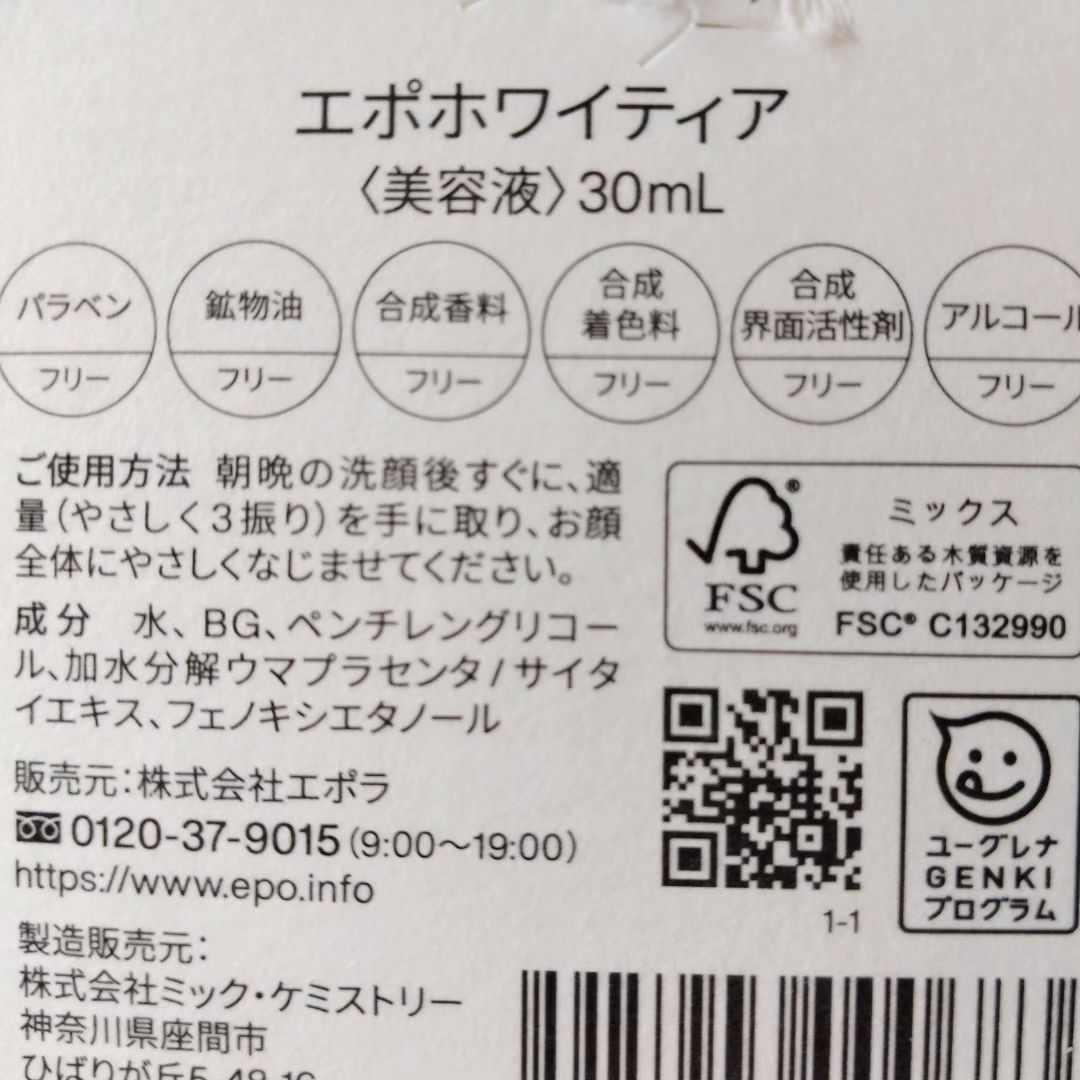 エポホワイティア
〈美容液〉30mL
パラベン
フリー
鉱物油
フリー
合成香料
フリー
合成
着色料
フリー
合成
界面活性剤
フリー
アルコール
フリー
ご使用方法 朝晩の洗顔後すぐに、適
量(やさしく3振り)を手に取り、お顔
全体にやさしくなじませてください。
成分 水、BG、ペンチレングリコー
ル、加水分解ウマプラセンタ/サイタ
イエキス、フェノキシエタノール
販売元:株式会社エポラ
0120-37-9015(9:00〜19:00)
https://www.epo.info
製造販売元:
株式会社ミック・ケミストリー
神奈川県座間市
ひばりが丘5-48-16
®
FSC
www.fsc.org
ミックス
責任ある木質資源を
使用したパッケージ
FSC® C132990
1-1
ユーグレナ
GENKI
プログラム